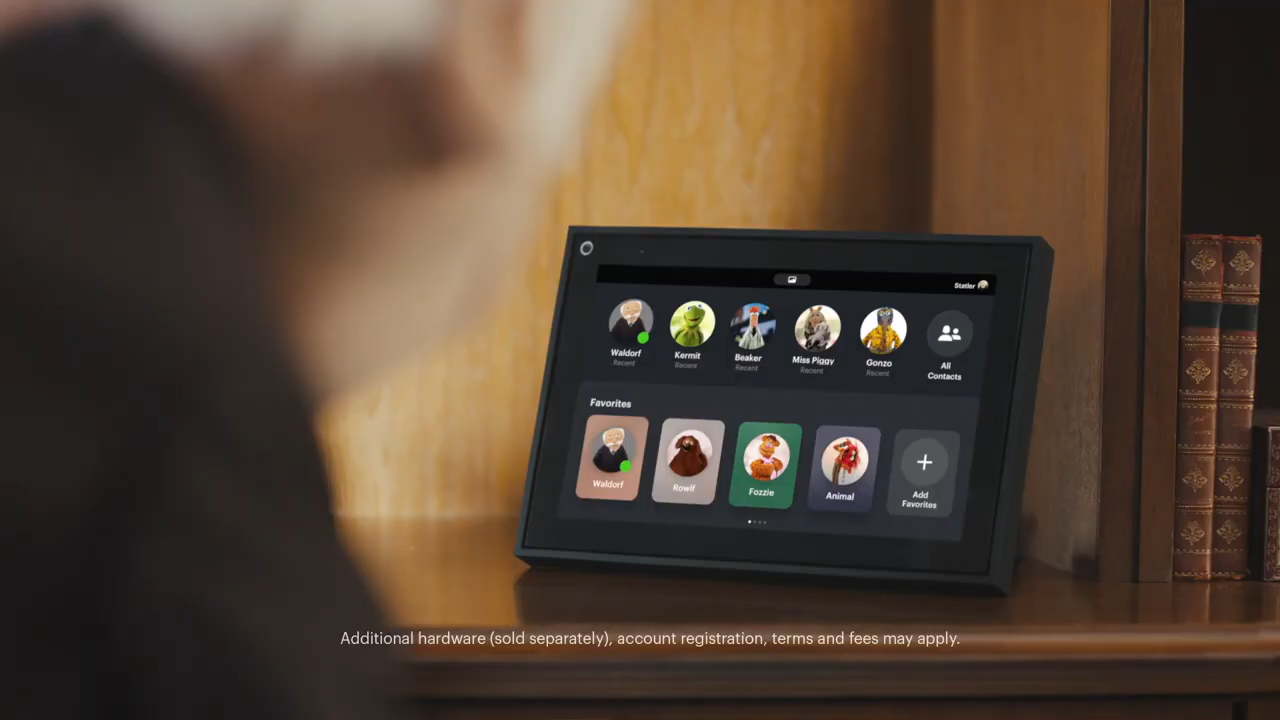 Statler
Waldorf
Recent
Kermit
Recent
Beaker
Recent
Miss Piggy
Recent
Gonzo
Recent
All
Contacts
Favorites
Waldorf
Rowlf
Fozzie
Animal
Add
Favorites
Additional hardware (sold separately), account registration, terms and fees may apply.